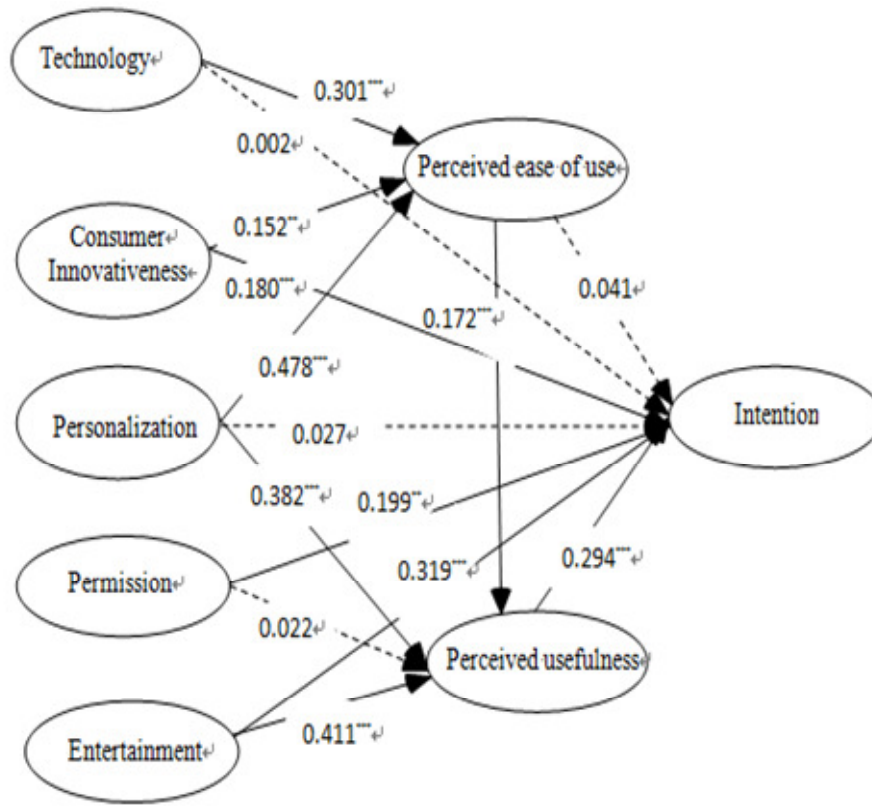 Technology↵
0.301***↵
0.002↵
Perceived ease of use↵
Consumer↵
Innovativeness↵
0.152**↵
0.180***↵
0.172***↵
0.041↵
0.478***↵
Personalization
0.027↵
Intention
0.382***↵
0.199**↵
Permission↵
0.319***↵
0.294***↵
0.022↵
Perceived usefulness↵
Entertainment↵
0.411***↵